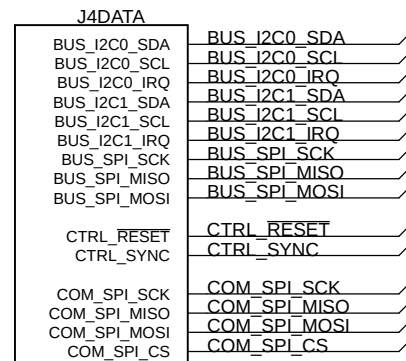 J4DATA
BUS_I2C0_SDA BUS_I2C0_SDA
BUS_I2C0_SCL BUS_I2C0_SCL
BUS_I2C0_IRQ BUS_I2C0_IRQ
BUS_I2C1_SDA BUS_I2C1_SDA
BUS_I2C1_SCL BUS_I2C1_SCL
BUS_I2C1_IRQ BUS_I2C1_IRQ
BUS_SPI_SCK BUS_SPI_SCK
BUS_SPI_MISO BUS_SPI_MISO
BUS_SPI_MOSI BUS_SPI_MOSI
CTRL_RESET CTRL_RESET
CTRL_SYNC CTRL_SYNC
COM_SPI_SCK COM_SPI_SCK
COM_SPI_MISO COM_SPI_MISO
COM_SPI_MOSI COM_SPI_MOSI
COM_SPI_CS COM_SPI_CS